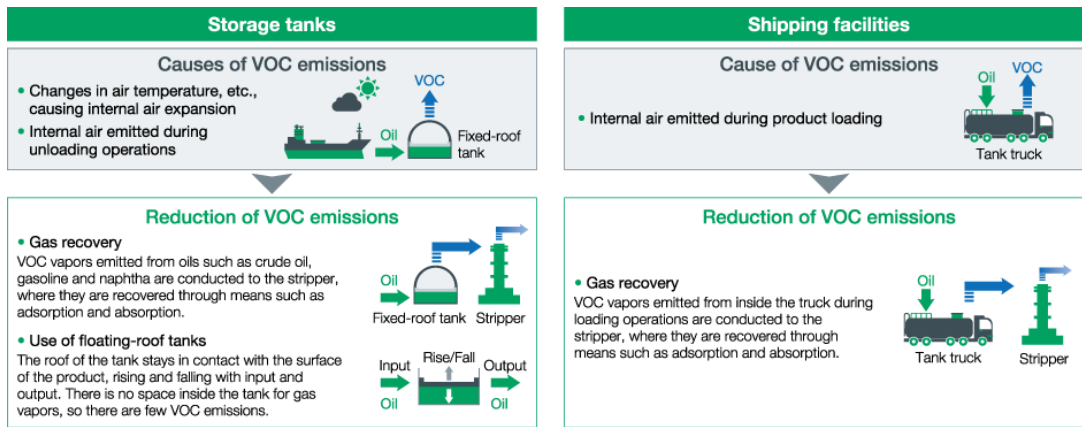 Storage tanks
Causes of VOC emissions
• Changes in air temperature, etc.,
causing internal air expansion
• Internal air emitted during
unloading operations
VOC
Oil
Fixed-roof
tank
Reduction of VOC emissions
• Gas recovery
VOC vapors emitted from oils such as crude oil,
gasoline and naphtha are conducted to the stripper,
where they are recovered through means such as
adsorption and absorption.
Oil
Fixed-roof tank
Stripper
• Use of floating-roof tanks
The roof of the tank stays in contact with the surface
of the product, rising and falling with input and
output. There is no space inside the tank for gas
vapors, so there are few VOC emissions.
Input
Rise/Fall
Output
Oil
Oil
Shipping facilities
Cause of VOC emissions
• Internal air emitted during product loading
Oil
VOC
Tank truck
Reduction of VOC emissions
• Gas recovery
VOC vapors emitted from inside the truck during
loading operations are conducted to the
stripper, where they are recovered through
means such as adsorption and absorption.
Oil
Tank truck
Stripper